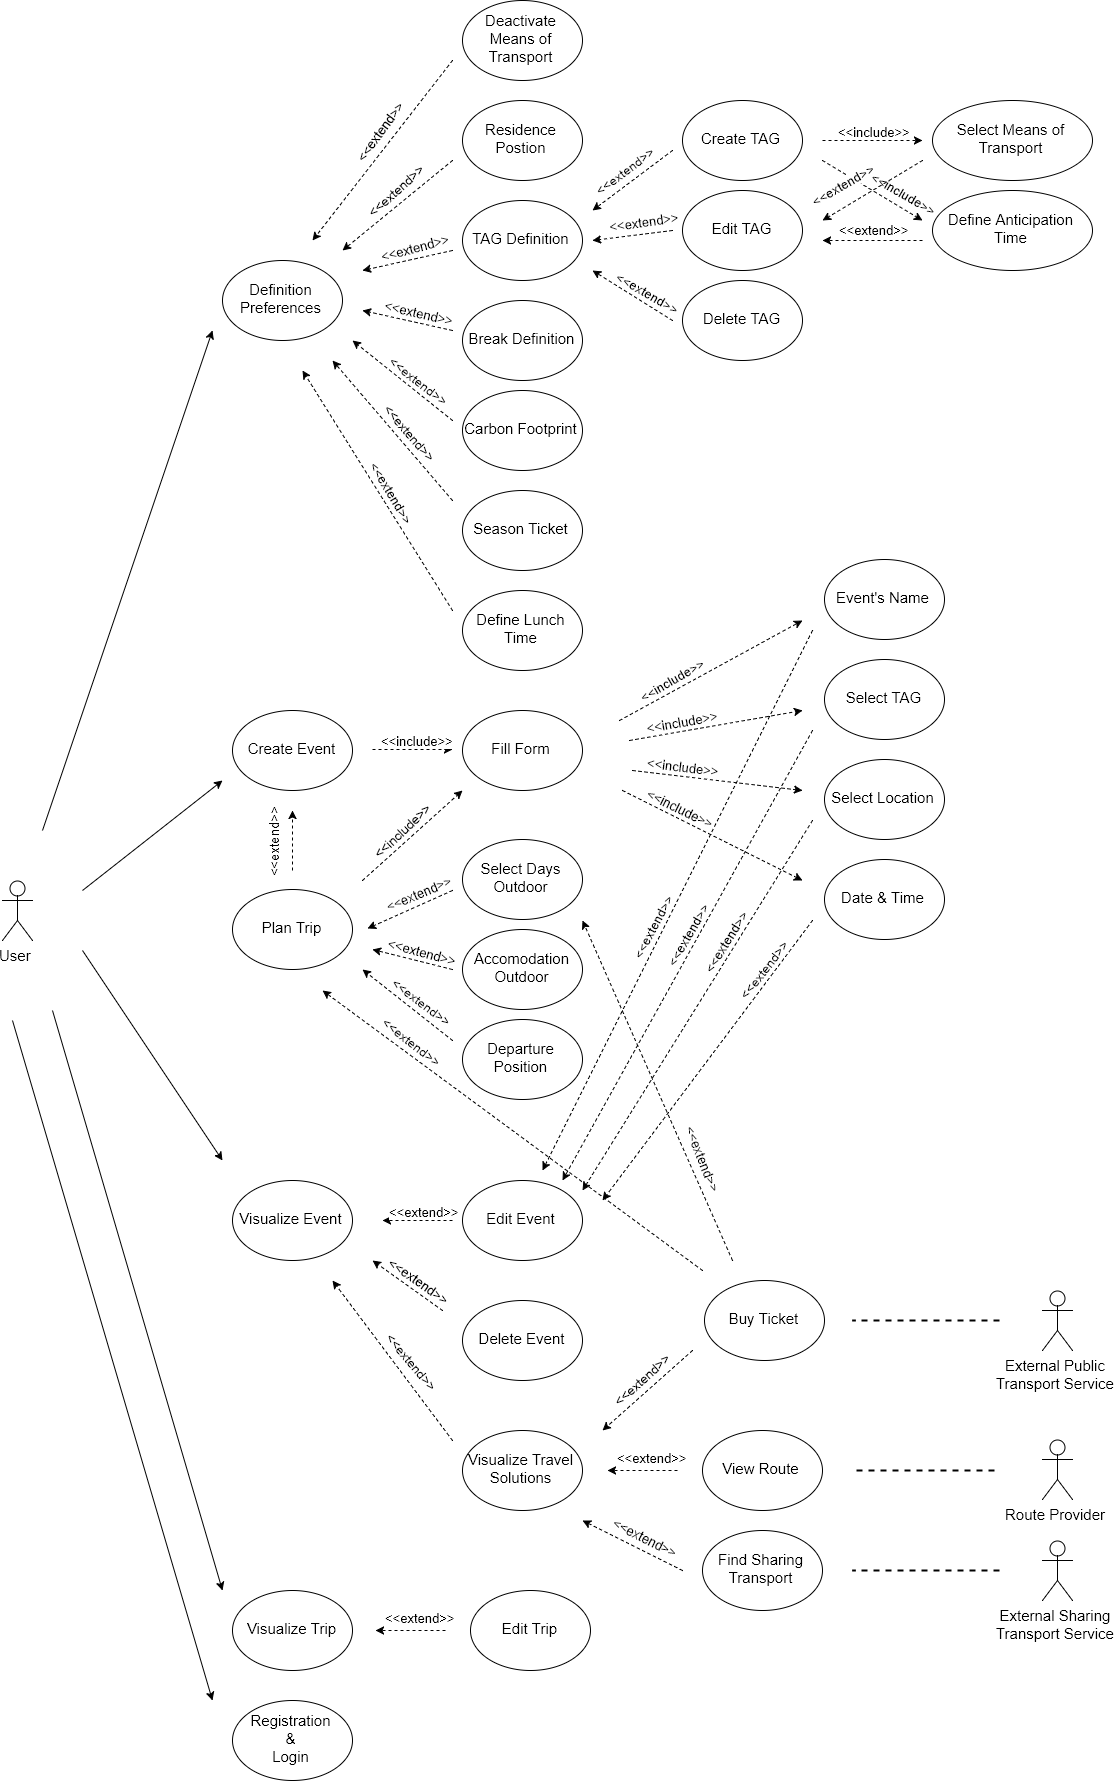 Deactivate
Means of
Transport
<<extend>>
Residence
Postion
<<extend>>
Create TAG
<<include>>
Select Means of
Transport
<<extend>>
<<extend>>
<<include>>
TAG Definition
<<extend>>
<<extend>>
Edit TAG
<<extend>>
Define Anticipation
Time
Definition
Preferences
<<extend>>
Delete TAG
<<extend>>
Break Definition
<<extend>>
Carbon Footprint
<<extend>>
Season Ticket
<<extend>>
Define Lunch
Time
Event's Name
<<include>>
Select TAG
<<include>>
Create Event
<<include>>
Fill Form
<<include>>
Select Location
<<include>>
<<extend>>
<<include>>
Select Days
Outdoor
<<extend>>
Date & Time
Plan Trip
<<extend>>
<<extend>>
<<extend>>
<<extend>>
User
<<extend>>
Accomodation
Outdoor
<<extend>>
<<extend>>
Departure
Position
<<extend>>
Visualize Event
<<extend>>
Edit Event
<<extend>>
Delete Event
<<extend>>
Buy Ticket
External Public
Transport Service
<<extend>>
Visualize Travel
Solutions
<<extend>>
View Route
Route Provider
<<extend>>
Find Sharing
Transport
External Sharing
Transport Service
Visualize Trip
<<extend>>
Edit Trip
Registration
&
Login